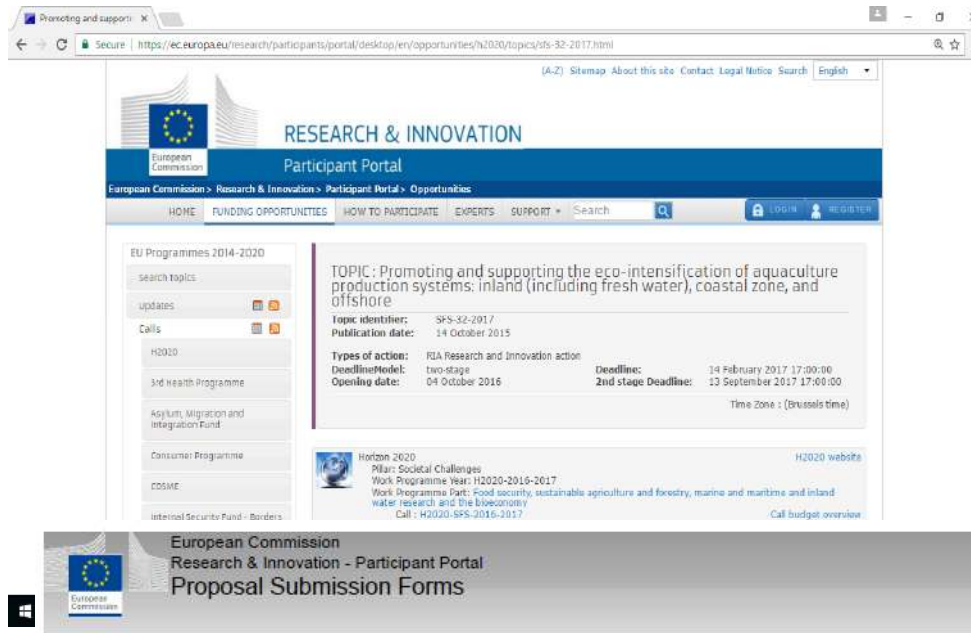 Promoting and supporti
Secure | https://ec.europa.eu/research/participants/portal/desktop/en/opportunities/h2020/topics/sfs-32-2017.html
(A-Z) Sitemap About this site Contact Legal Notice Search English
RESEARCH & INNOVATION
European Commission
Participant Portal
European Commission > Research & Innovation > Participant Portal > Opportunities
HOME FUNDING OPPORTUNITIES HOW TO PARTICIPATE EXPERTS SUPPORT Search LOGIN REGISTER
EU Programmes 2014-2020
Search topics
Updates
Calls
H2020
3rd Health Programme
Asylum, Migration and
Integration Fund
Consumer Programme
COSME
Internal Security Fund - Borders
TOPIC : Promoting and supporting the eco-intensification of aquaculture
production systems: inland (including fresh water), coastal zone, and
offshore
Topic identifier: SFS-32-2017
Publication date: 14 October 2015
Types of action: RIA Research and Innovation action
DeadlineModel: two-stage Deadline: 14 February 2017 17:00:00
Opening date: 04 October 2016 2nd stage Deadline: 13 September 2017 17:00:00
Time Zone : (Brussels time)
Horizon 2020 H2020 website
Pillar: Societal Challenges
Work Programme Year: H2020-2016-2017
Work Programme Part: Food security, sustainable agriculture and forestry, marine and maritime and inland
water research and the bioeconomy
Call : H2020-SFS-2016-2017 Call budget overview
European Commission
Research & Innovation - Participant Portal
Proposal Submission Forms
European
Commission